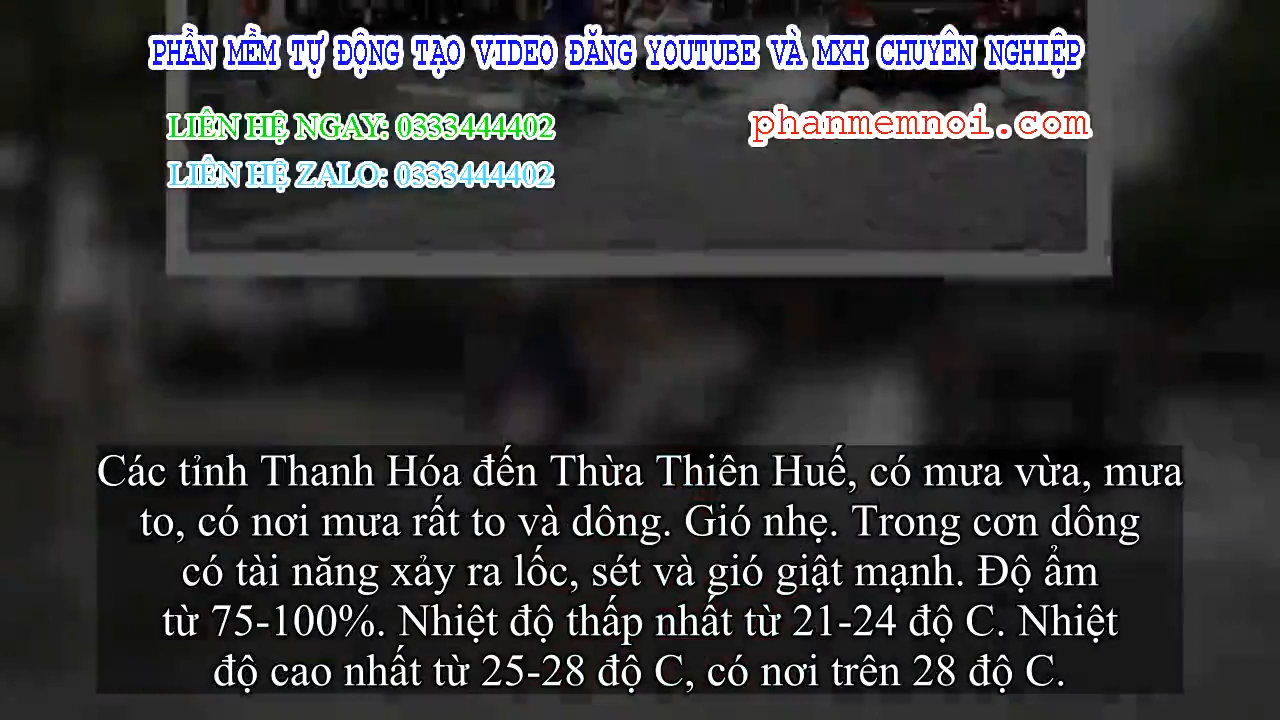 PHẦN MỀM TỰ ĐỘNG TẠO VIDEO ĐĂNG YOUTUBE VÀ MXH CHUYÊN NGHIỆP
LIÊN HỆ NGAY: 0333444402
phanmemnoi.com
LIÊN HỆ ZALO: 0333444402
Các tỉnh Thanh Hóa đến Thừa Thiên Huế, có mưa vừa, mưa
to, có nơi mưa rất to và dông. Gió nhẹ. Trong cơn dông
có tài năng xảy ra lốc, sét và gió giật mạnh. Độ ẩm
từ 75-100%. Nhiệt độ thấp nhất từ 21-24 độ C. Nhiệt
độ cao nhất từ 25-28 độ C, có nơi trên 28 độ C.